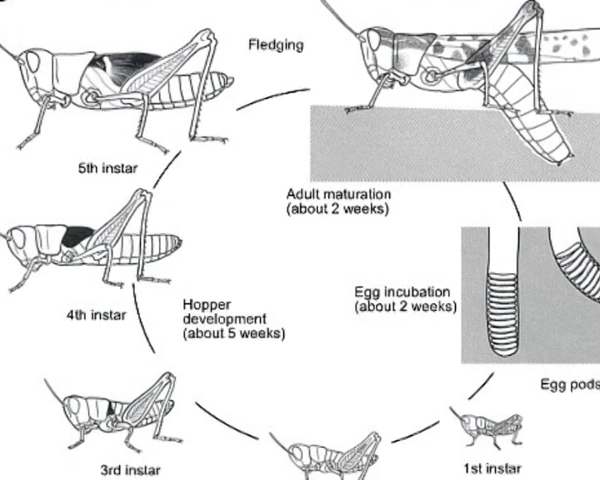 Fledging
5th instar
Adult maturation
(about 2 weeks)
4th instar
Hopper
development
(about 5 weeks)
Egg incubation
(about 2 weeks)
Egg pods
3rd instar
1st instar